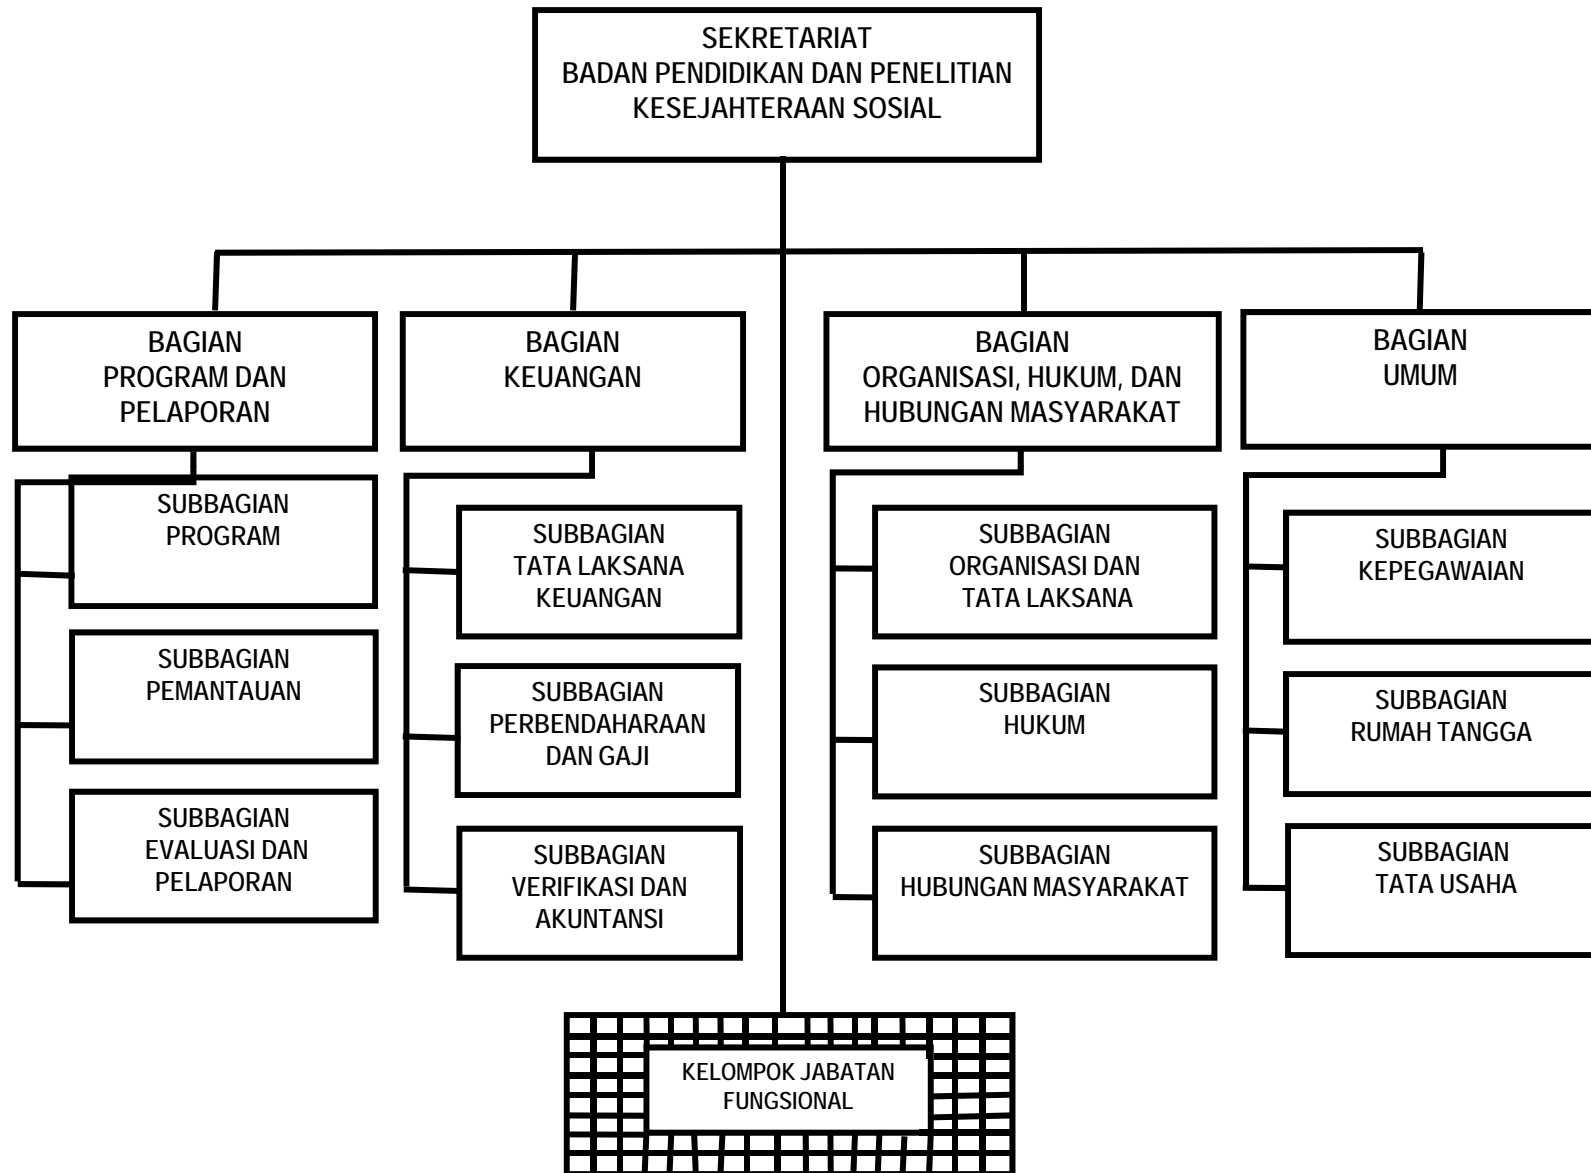 SEKRETARIAT
BADAN PENDIDIKAN DAN PENELITIAN
KESEJAHTERAAN SOSIAL
BAGIAN
PROGRAM DAN
PELAPORAN
BAGIAN
KEUANGAN
BAGIAN
ORGANISASI, HUKUM, DAN
HUBUNGAN MASYARAKAT
BAGIAN
UMUM
SUBBAGIAN
PROGRAM
SUBBAGIAN
PEMANTAUAN
SUBBAGIAN
EVALUASI DAN
PELAPORAN
SUBBAGIAN
TATA LAKSANA
KEUANGAN
SUBBAGIAN
PERBENDAHARAAN
DAN GAJI
SUBBAGIAN
VERIFIKASI DAN
AKUNTANSI
SUBBAGIAN
ORGANISASI DAN
TATA LAKSANA
SUBBAGIAN
HUKUM
SUBBAGIAN
HUBUNGAN MASYARAKAT
SUBBAGIAN
KEPEGAWAIAN
SUBBAGIAN
RUMAH TANGGA
SUBBAGIAN
TATA USAHA
KELOMPOK JABATAN
FUNGSIONAL